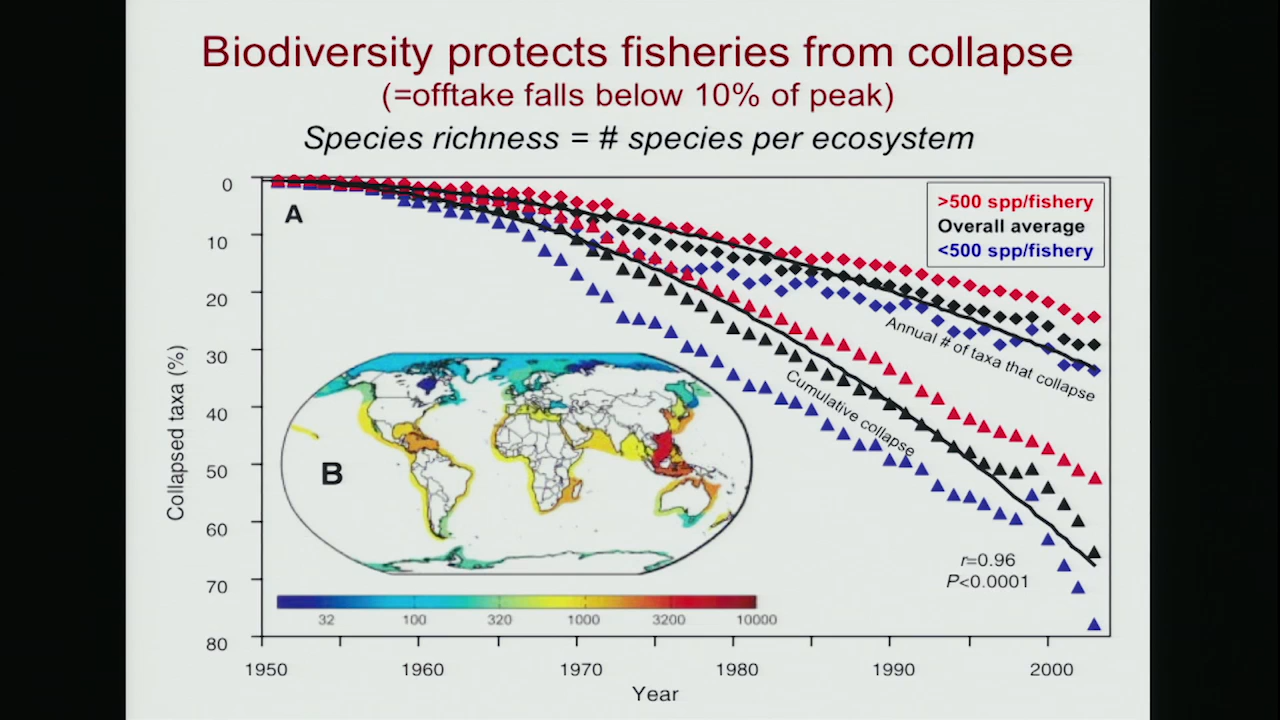 Biodiversity protects fisheries from collapse
(=offtake falls below 10% of peak)
Species richness = # species per ecosystem
A
>500 spp/fishery
Overall average
<500 spp/fishery
Annual # of taxa that collapse
Cumulative collapse
B
r=0.96
P<0.0001
32 100 320 1000 3200 10000
Collapsed taxa (%)
0
10
20
30
40
50
60
70
80
1950 1960 1970 1980 1990 2000
Year